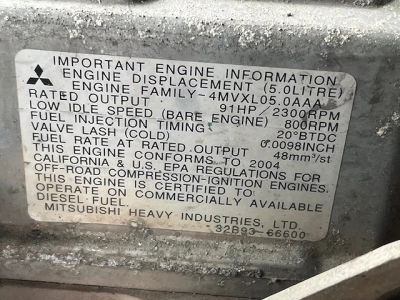 IMPORTANT ENGINE INFORMATION
ENGINE DISPLACEMENT (5.0LITRE)
ENGINE FAMILY-4MVXL05.0AAA
RATED OUTPUT 91HP / 2300RPM
LOW IDLE SPEED (BARE ENGINE) 800RPM
FUEL INJECTION TIMING 20°BTDC
VALVE LASH (COLD) 0.0098INCH
FUEL RATE AT RATED OUTPUT 48mm³/st
THIS ENGINE CONFORMS TO 2004
CALIFORNIA & U.S. EPA REGULATIONS FOR
OFF-ROAD COMPRESSION-IGNITION ENGINES.
THIS ENGINE IS CERTIFIED TO
OPERATE ON COMMERCIALLY AVAILABLE
DIESEL FUEL.
MITSUBISHI HEAVY INDUSTRIES, LTD.
32B93-66600